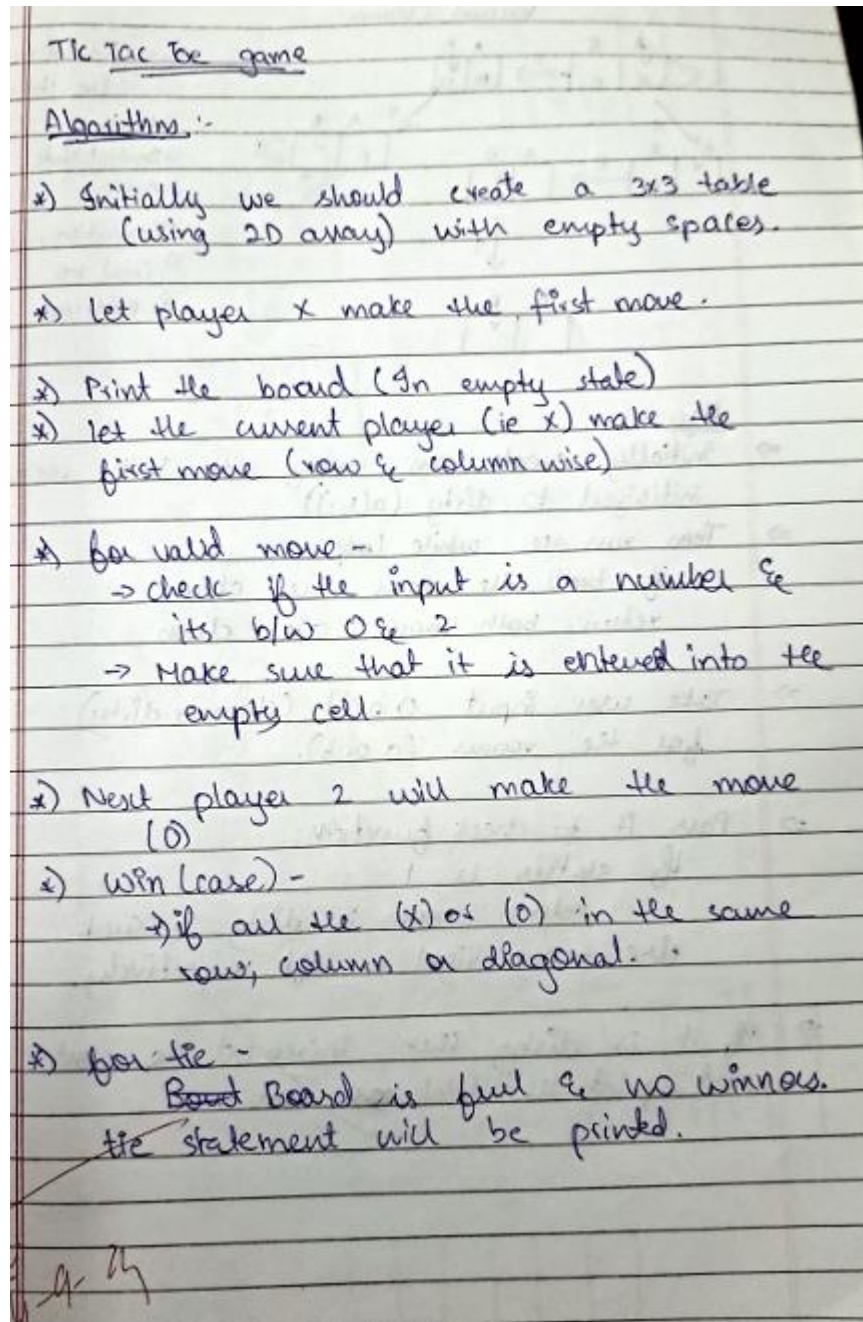 Tic Tac Toe game
Algorithm :-
*) Initially we should create a 3x3 table
(using 2D array) with empty spaces.
*) Let player X make the first move.
*) Print the board (In empty state)
*) let the current player (ie X) make the
first move (row & column wise)
*) for valid move -
→ check if the input is a number &
its b/w 0 & 2
→ Make sure that it is entered into the
empty cell.
*) Next player 2 will make the move
(0)
*) Win (case) -
→ if all the (X) or (0) in the same
row, column or diagonal.
*) for tie -
Board is full & no winners.
tie statement will be printed.